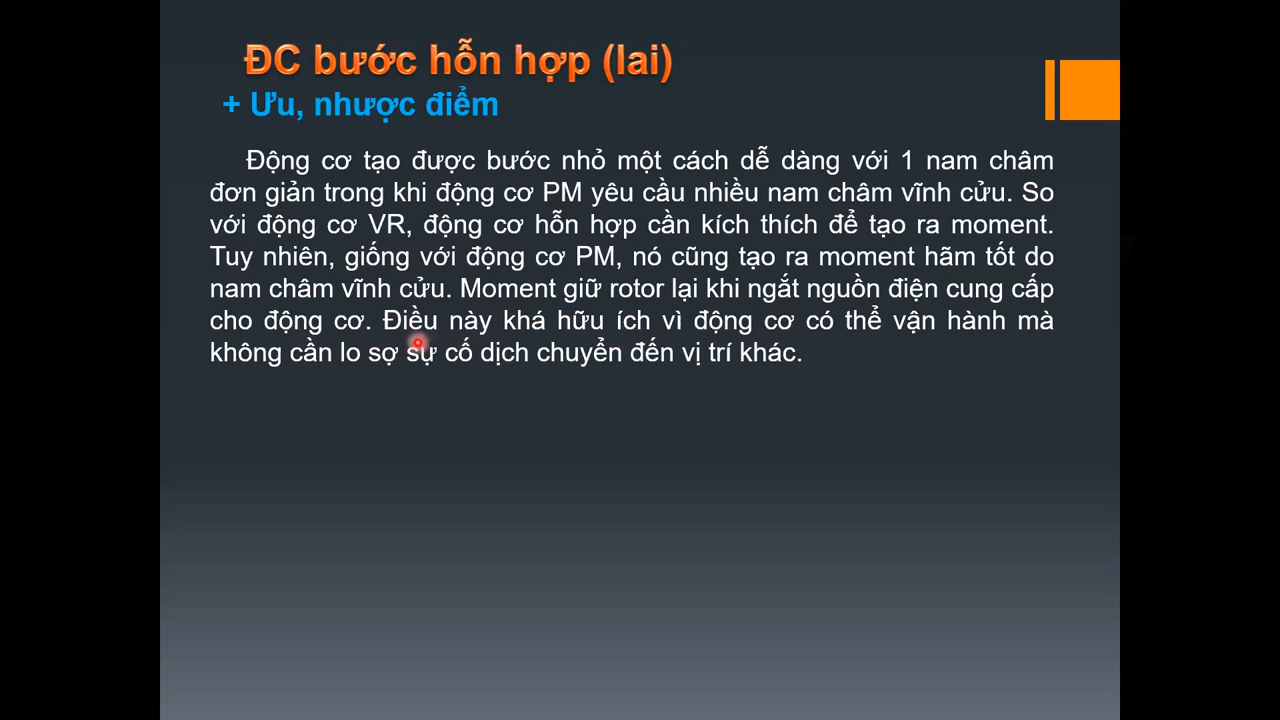 ĐC bước hỗn hợp (lai)
+ Ưu, nhược điểm
Động cơ tạo được bước nhỏ một cách dễ dàng với 1 nam châm
đơn giản trong khi động cơ PM yêu cầu nhiều nam châm vĩnh cửu. So
với động cơ VR, động cơ hỗn hợp cần kích thích để tạo ra moment.
Tuy nhiên, giống với động cơ PM, nó cũng tạo ra moment hãm tốt do
nam châm vĩnh cửu. Moment giữ rotor lại khi ngắt nguồn điện cung cấp
cho động cơ. Điều này khá hữu ích vì động cơ có thể vận hành mà
không cần lo sợ sự cố dịch chuyển đến vị trí khác.